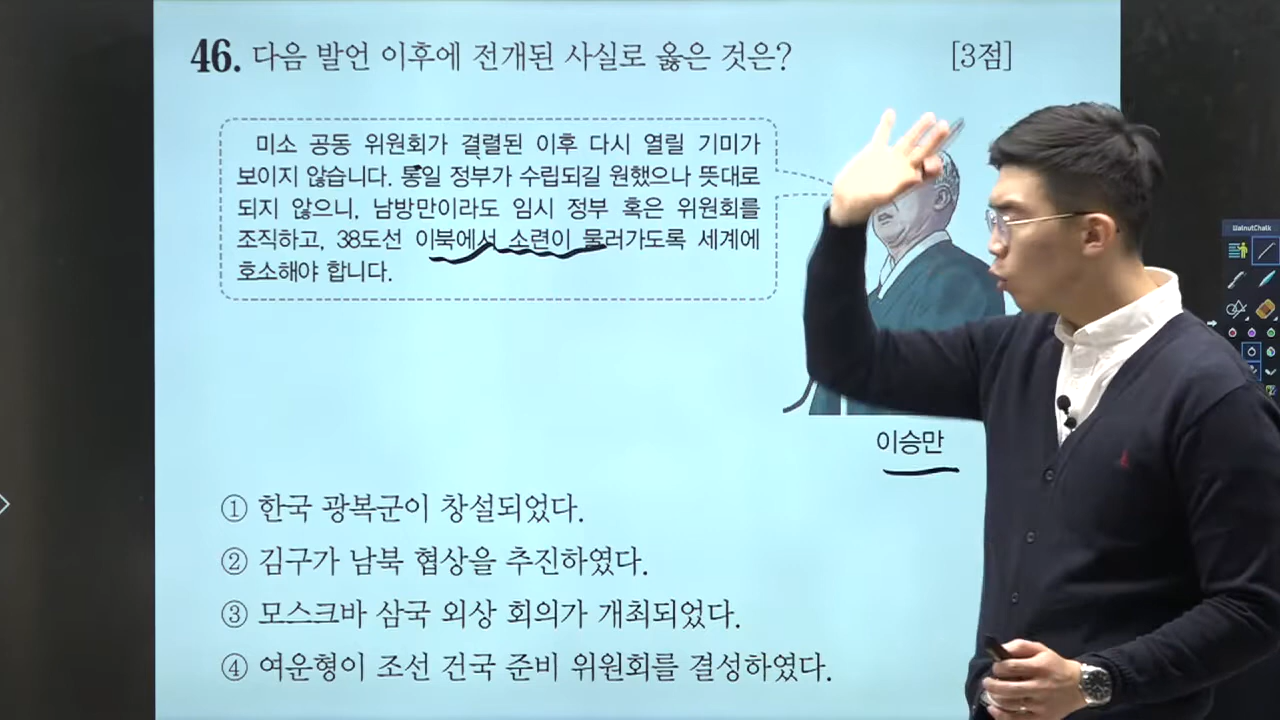 46. 다음 발언 이후에 전개된 사실로 옳은 것은? [3점]
미소 공동 위원회가 결렬된 이후 다시 열릴 기미가
보이지 않습니다. 통일 정부가 수립되길 원했으나 뜻대로
되지 않으니, 남방만이라도 임시 정부 혹은 위원회를
조직하고, 38도선 이북에서 소련이 물러가도록 세계에
호소해야 합니다.
이승만
① 한국 광복군이 창설되었다.
② 김구가 남북 협상을 추진하였다.
③ 모스크바 삼국 외상 회의가 개최되었다.
④ 여운형이 조선 건국 준비 위원회를 결성하였다.
WalnutChalk